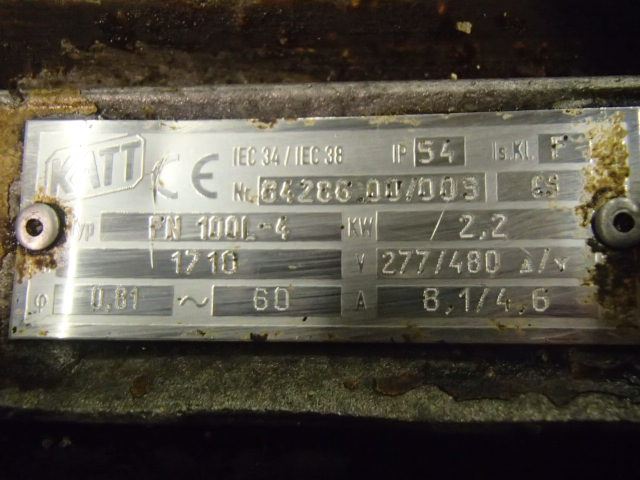 KATT CE IEC 34 / IEC 38 IP 54 Is.Kl. F
Nr. 64286.00/003 95
Typ FN 100L-4 KW / 2,2
1710 V 277/480 Δ/Y
φ 0,81 ~ 60 A 8,1/4,6